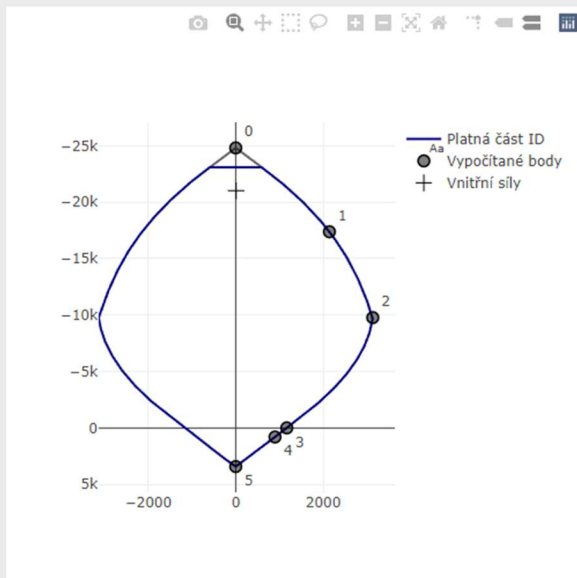 Platná část ID
Aa
Vypočítané body
Vnitřní síly
0
−25k
−20k
1
−15k
2
−10k
−5k
0
3
4
5k
5
−2000
0
2000